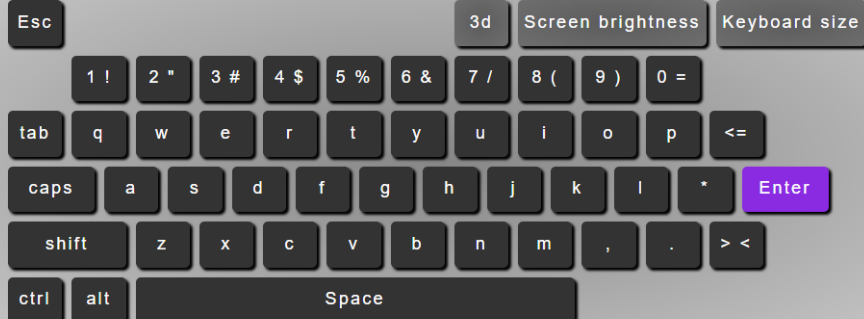 Esc 3d Screen brightness Keyboard size
1 ! 2 " 3 # 4 $ 5 % 6 & 7 / 8 ( 9 ) 0 =
tab q w e r t y u i o p <=
caps a s d f g h j k l * Enter
shift z x c v b n m , . > <
ctrl alt Space